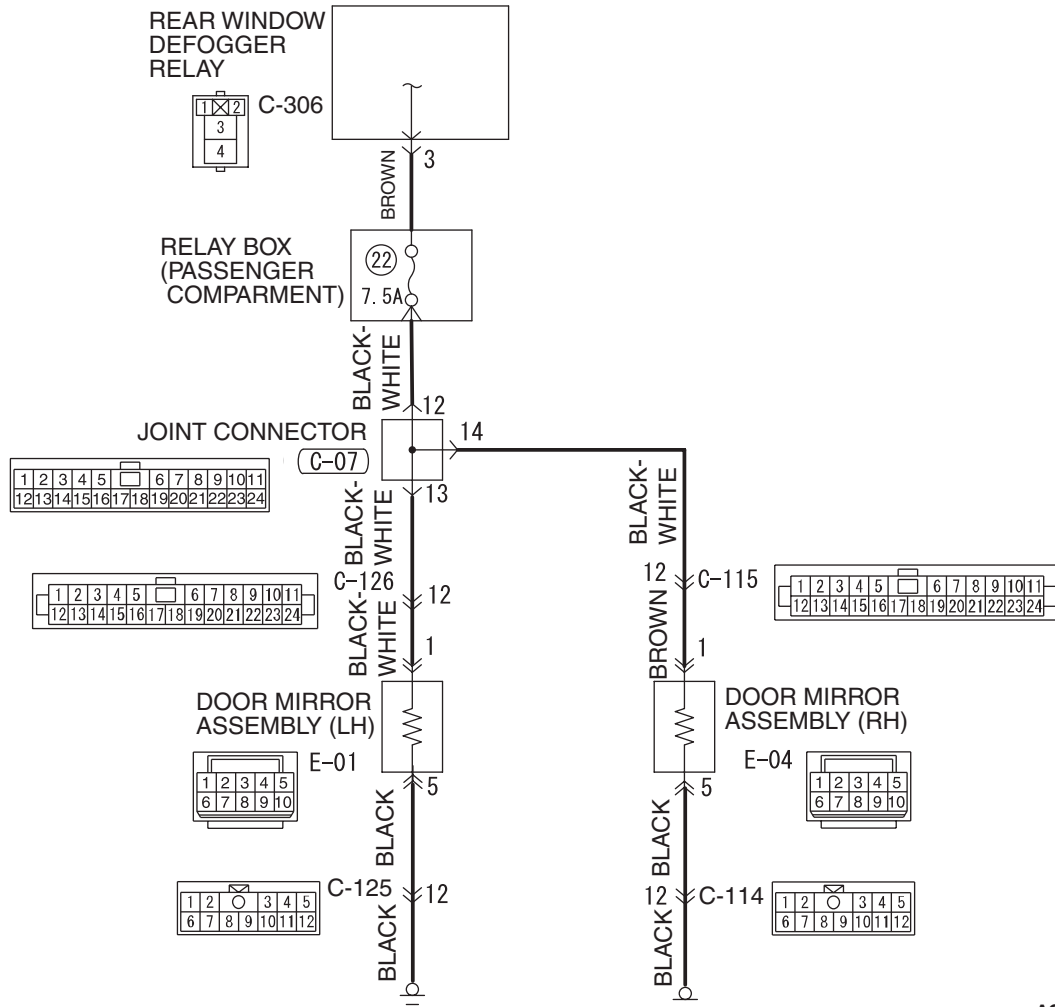 REAR WINDOW
DEFOGGER
RELAY
C-306
1 2
3
4
3
BROWN
RELAY BOX
(PASSENGER
COMPARMENT)
22
7.5A
BLACK-
WHITE
12
JOINT CONNECTOR
C-07
14
13
1 2 3 4 5 6 7 8 9 10 11
12 13 14 15 16 17 18 19 20 21 22 23 24
BLACK-
WHITE
BLACK-
WHITE
C-126
12
1 2 3 4 5 6 7 8 9 10 11
12 13 14 15 16 17 18 19 20 21 22 23 24
12
C-115
1 2 3 4 5 6 7 8 9 10 11
12 13 14 15 16 17 18 19 20 21 22 23 24
BLACK-
WHITE
1
BROWN
1
DOOR MIRROR
ASSEMBLY (LH)
E-01
1 2 3 4 5
6 7 8 9 10
5
DOOR MIRROR
ASSEMBLY (RH)
E-04
1 2 3 4 5
6 7 8 9 10
5
BLACK
BLACK
C-125
12
1 2 3 4 5
6 7 8 9 10 11 12
12
C-114
1 2 3 4 5
6 7 8 9 10 11 12
BLACK
BLACK